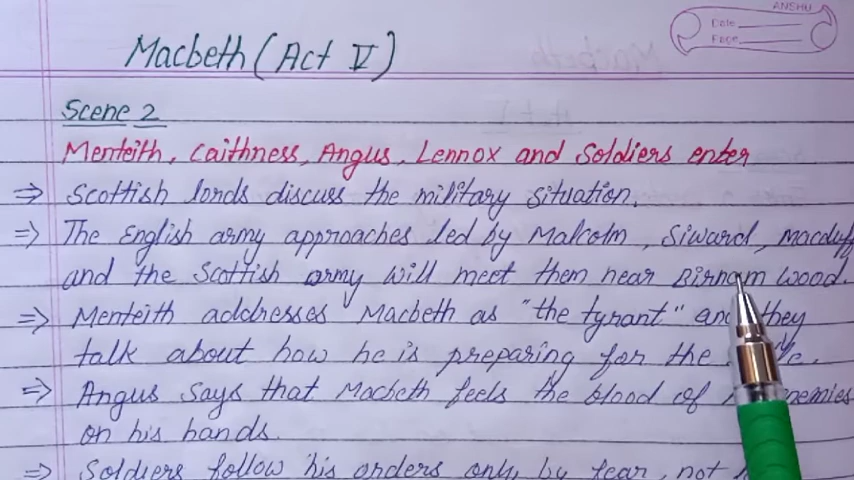 ANSHU
Date
Page
Macbeth (Act V)
Scene 2
Menteith, Caithness, Angus, Lennox and Soldiers enter
⇒ Scottish lords discuss the military situation.
⇒ The English army approaches led by Malcolm, Siward, Macduff
and the Scottish army will meet them near Birnam Wood.
⇒ Menteith addresses Macbeth as "the tyrant" and they
talk about how he is preparing for the
⇒ Angus says that Macbeth feels the blood of enemies
on his hands.
⇒ Soldiers follow his orders only by fear, not